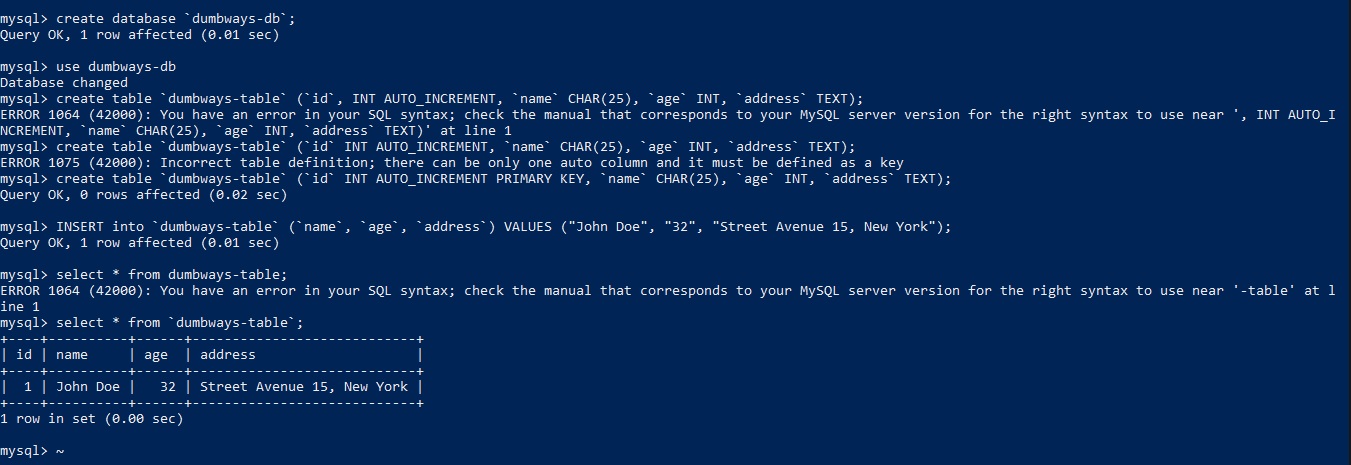 mysql> create database `dumbways-db`;
Query OK, 1 row affected (0.01 sec)
mysql> use dumbways-db
Database changed
mysql> create table `dumbways-table` (`id`, INT AUTO_INCREMENT, `name` CHAR(25), `age` INT, `address` TEXT);
ERROR 1064 (42000): You have an error in your SQL syntax; check the manual that corresponds to your MySQL server version for the right syntax to use near ', INT AUTO_I
NCREMENT, `name` CHAR(25), `age` INT, `address` TEXT)' at line 1
mysql> create table `dumbways-table` (`id` INT AUTO_INCREMENT, `name` CHAR(25), `age` INT, `address` TEXT);
ERROR 1075 (42000): Incorrect table definition; there can be only one auto column and it must be defined as a key
mysql> create table `dumbways-table` (`id` INT AUTO_INCREMENT PRIMARY KEY, `name` CHAR(25), `age` INT, `address` TEXT);
Query OK, 0 rows affected (0.02 sec)
mysql> INSERT into `dumbways-table` (`name`, `age`, `address`) VALUES ("John Doe", "32", "Street Avenue 15, New York");
Query OK, 1 row affected (0.01 sec)
mysql> select * from dumbways-table;
ERROR 1064 (42000): You have an error in your SQL syntax; check the manual that corresponds to your MySQL server version for the right syntax to use near '-table' at l
ine 1
mysql> select * from `dumbways-table`;
+----+----------+------+----------------------------+
| id | name     | age  | address                    |
+----+----------+------+----------------------------+
|  1 | John Doe |   32 | Street Avenue 15, New York |
+----+----------+------+----------------------------+
1 row in set (0.00 sec)
mysql> ~